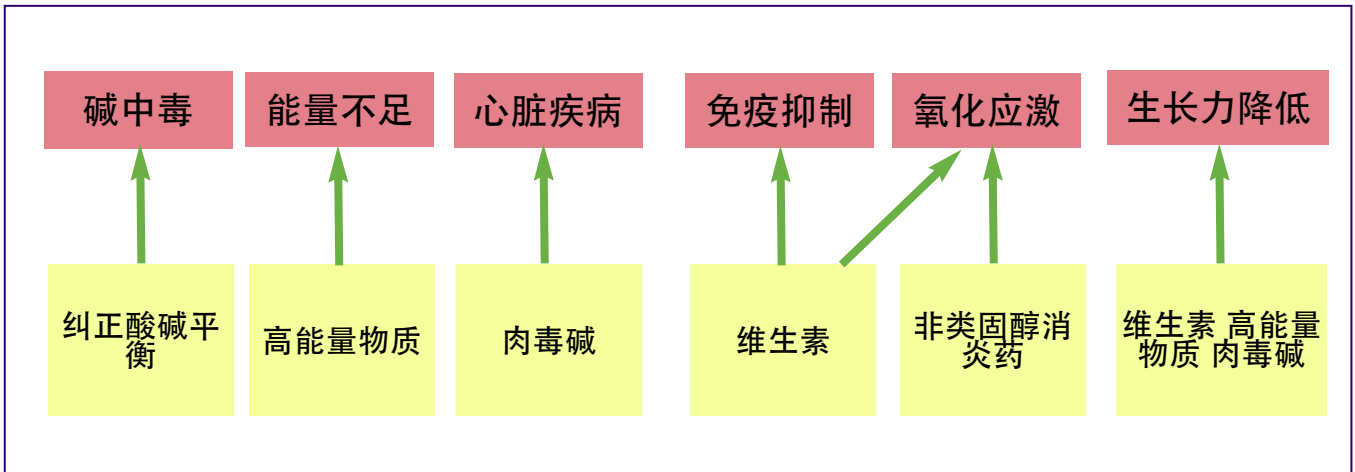 碱中毒
能量不足
心脏疾病
免疫抑制
氧化应激
生长力降低
纠正酸碱平
衡
高能量物质
肉毒碱
维生素
非类固醇消
炎药
维生素 高能量
物质 肉毒碱